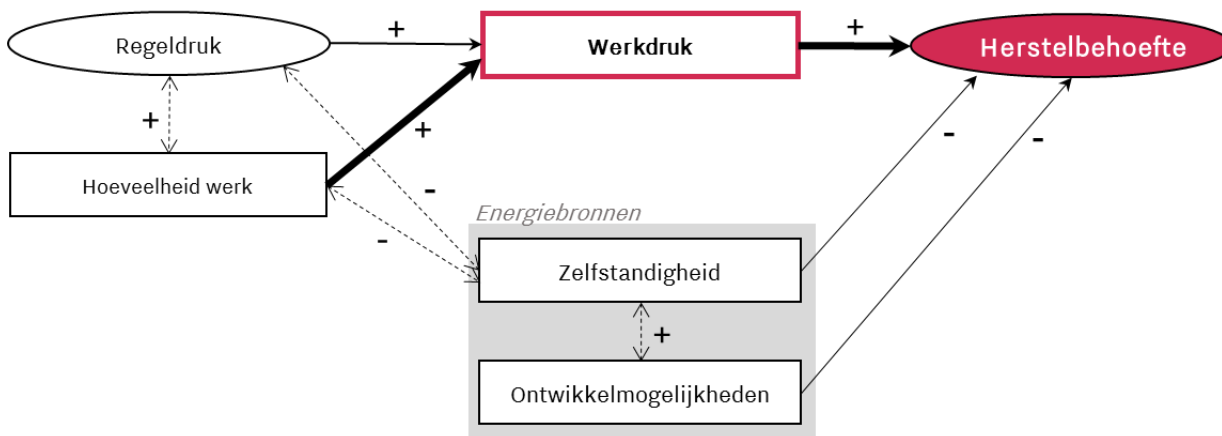 Regeldruk
+
Werkdruk
+
Herstelbehoefte
+
+
Hoeveelheid werk
-
-
-
-
Energiebronnen
Zelfstandigheid
+
Ontwikkelmogelijkheden